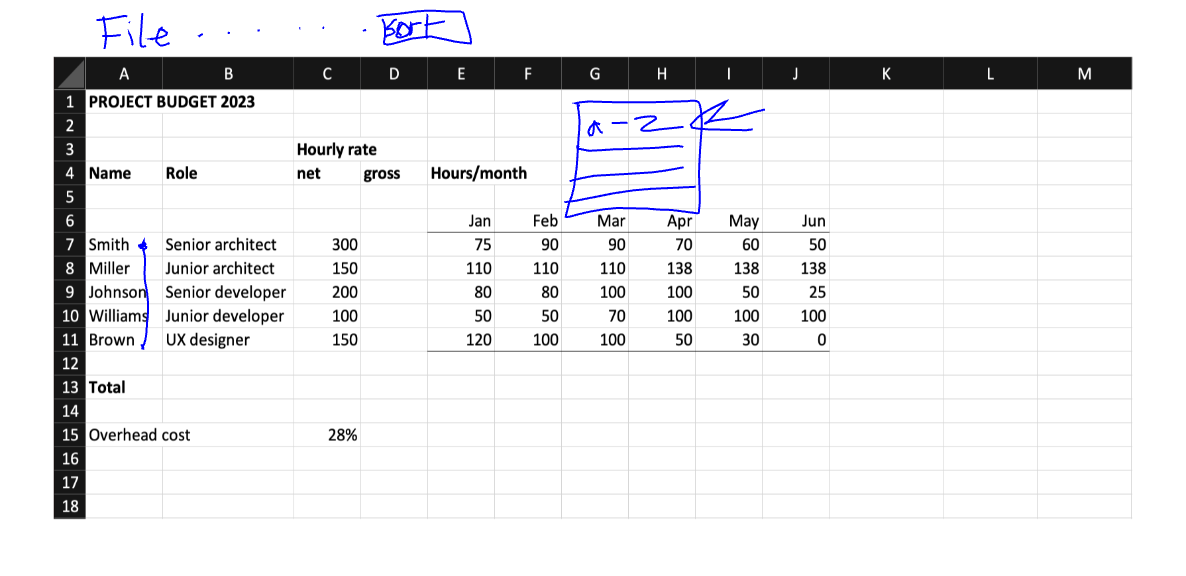 File . . . . . . sort
A B C D E F G H I J K L M
1 PROJECT BUDGET 2023
a-z
2
3 Hourly rate
4 Name Role net gross Hours/month
5
6 Jan Feb Mar Apr May Jun
7 Smith Senior architect 300 75 90 90 70 60 50
8 Miller Junior architect 150 110 110 110 138 138 138
9 Johnson Senior developer 200 80 80 100 100 50 25
10 Williams Junior developer 100 50 50 70 100 100 100
11 Brown UX designer 150 120 100 100 50 30 0
12
13 Total
14
15 Overhead cost 28%
16
17
18